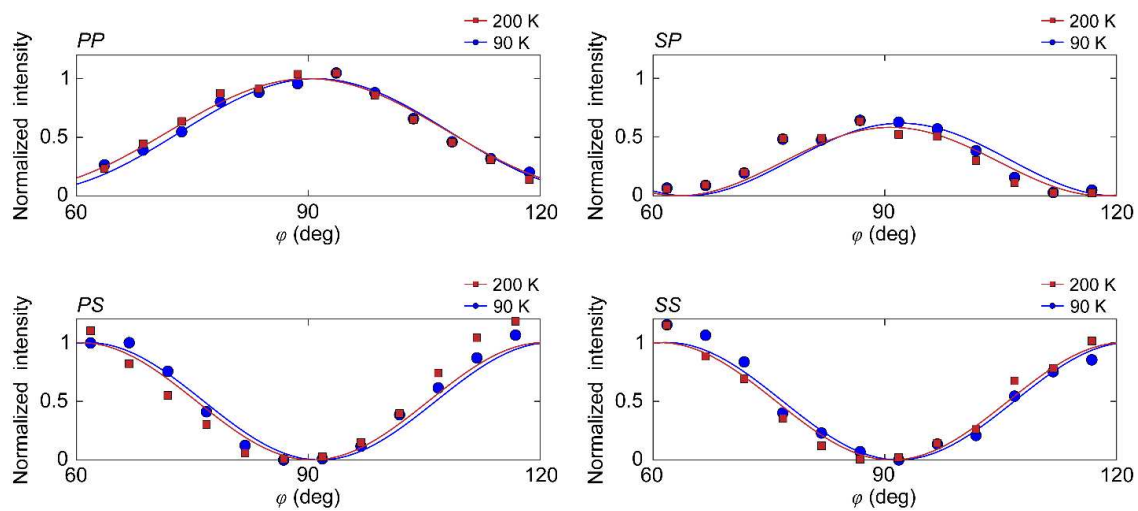 PP
200 K
90 K
Normalized intensity
1
0.5
0
60
90
120
φ (deg)
SP
200 K
90 K
Normalized intensity
1
0.5
0
60
90
120
φ (deg)
PS
200 K
90 K
Normalized intensity
1
0.5
0
60
90
120
φ (deg)
SS
200 K
90 K
Normalized intensity
1
0.5
0
60
90
120
φ (deg)